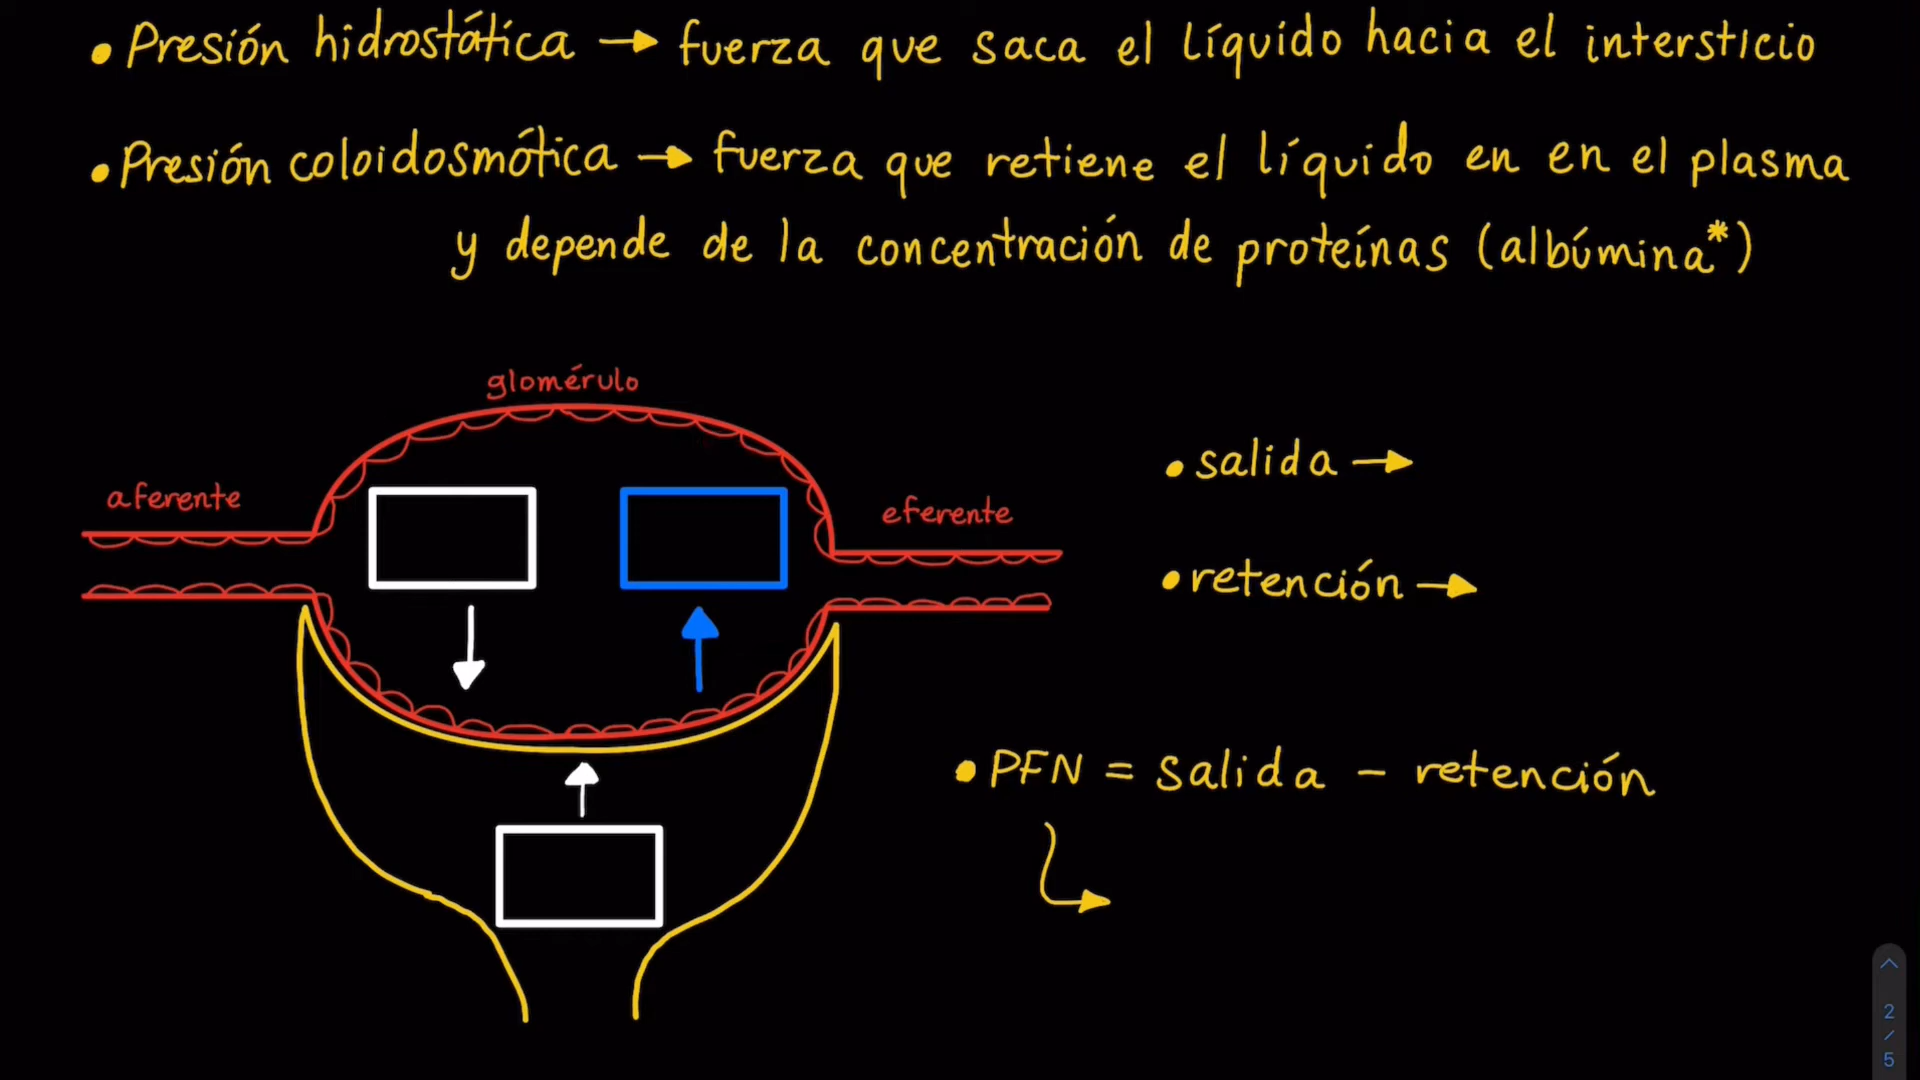 • Presión hidrostática → fuerza que saca el líquido hacia el intersticio
• Presión coloidosmótica → fuerza que retiene el líquido en en el plasma
y depende de la concentración de proteínas (albúmina*)
glomérulo
aferente
eferente
• salida →
• retención →
• PFN = salida - retención
2
/
5